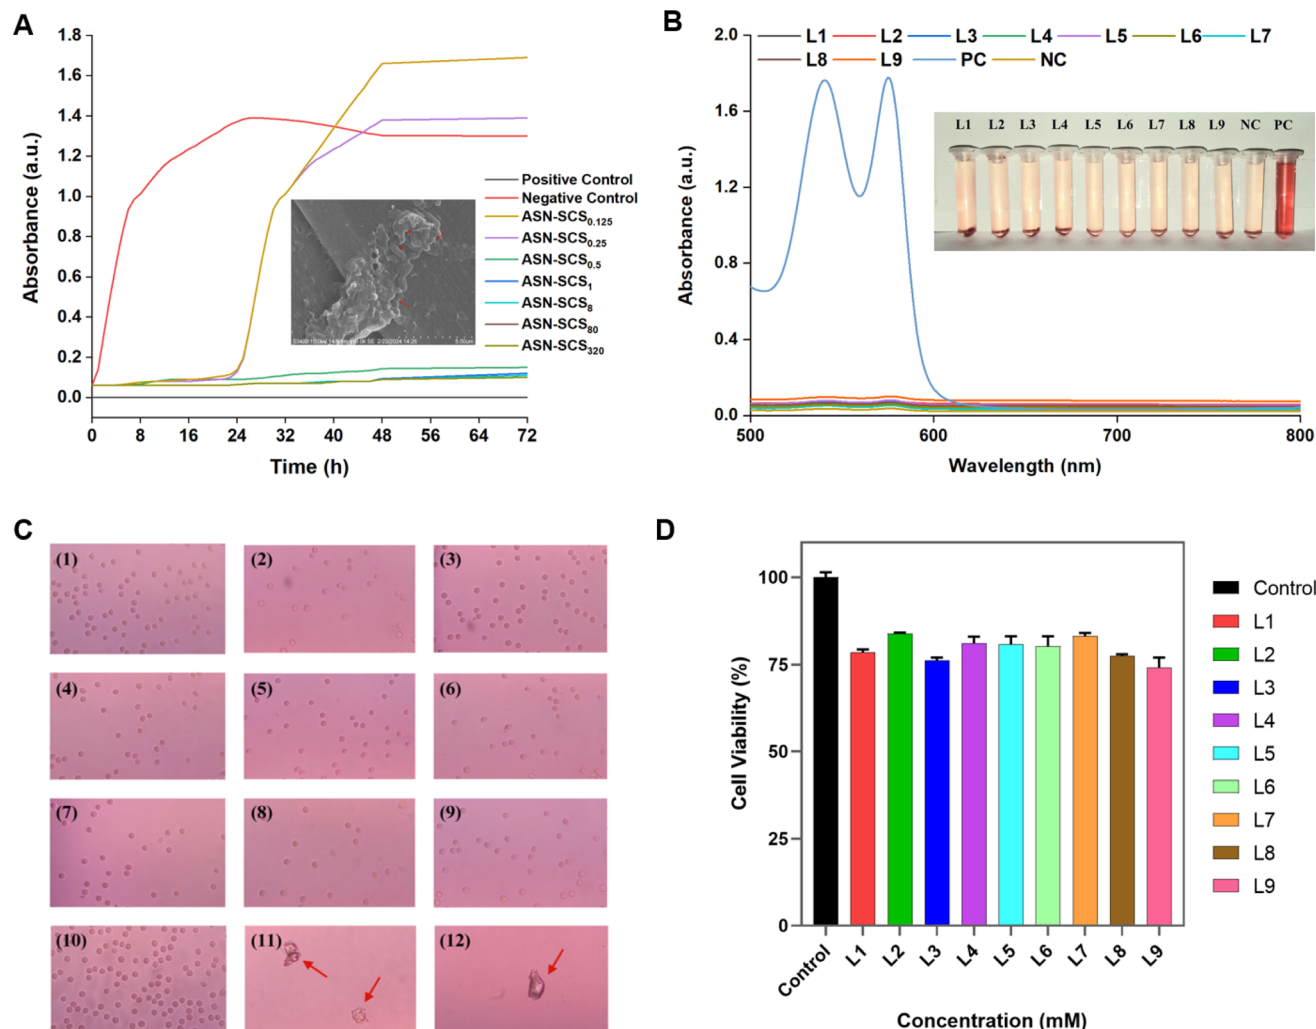 A
Absorbance (a.u.)
1.8
1.6
1.4
1.2
1.0
0.8
0.6
0.4
0.2
0.0
0 8 16 24 32 40 48 56 64 72
Time (h)
Positive Control
Negative Control
ASN-SCS0.125
ASN-SCS0.25
ASN-SCS0.5
ASN-SCS1
ASN-SCS8
ASN-SCS80
ASN-SCS320
5.00um
B
Absorbance (a.u.)
2.0
1.6
1.2
0.8
0.4
0.0
500 600 700 800
Wavelength (nm)
L1 L2 L3 L4 L5 L6 L7
L8 L9 PC NC
L1 L2 L3 L4 L5 L6 L7 L8 L9 NC PC
C
(1) (2) (3)
(4) (5) (6)
(7) (8) (9)
(10) (11) (12)
D
Cell Viability (%)
100
75
50
25
0
Control L1 L2 L3 L4 L5 L6 L7 L8 L9
Concentration (mM)
Control
L1
L2
L3
L4
L5
L6
L7
L8
L9